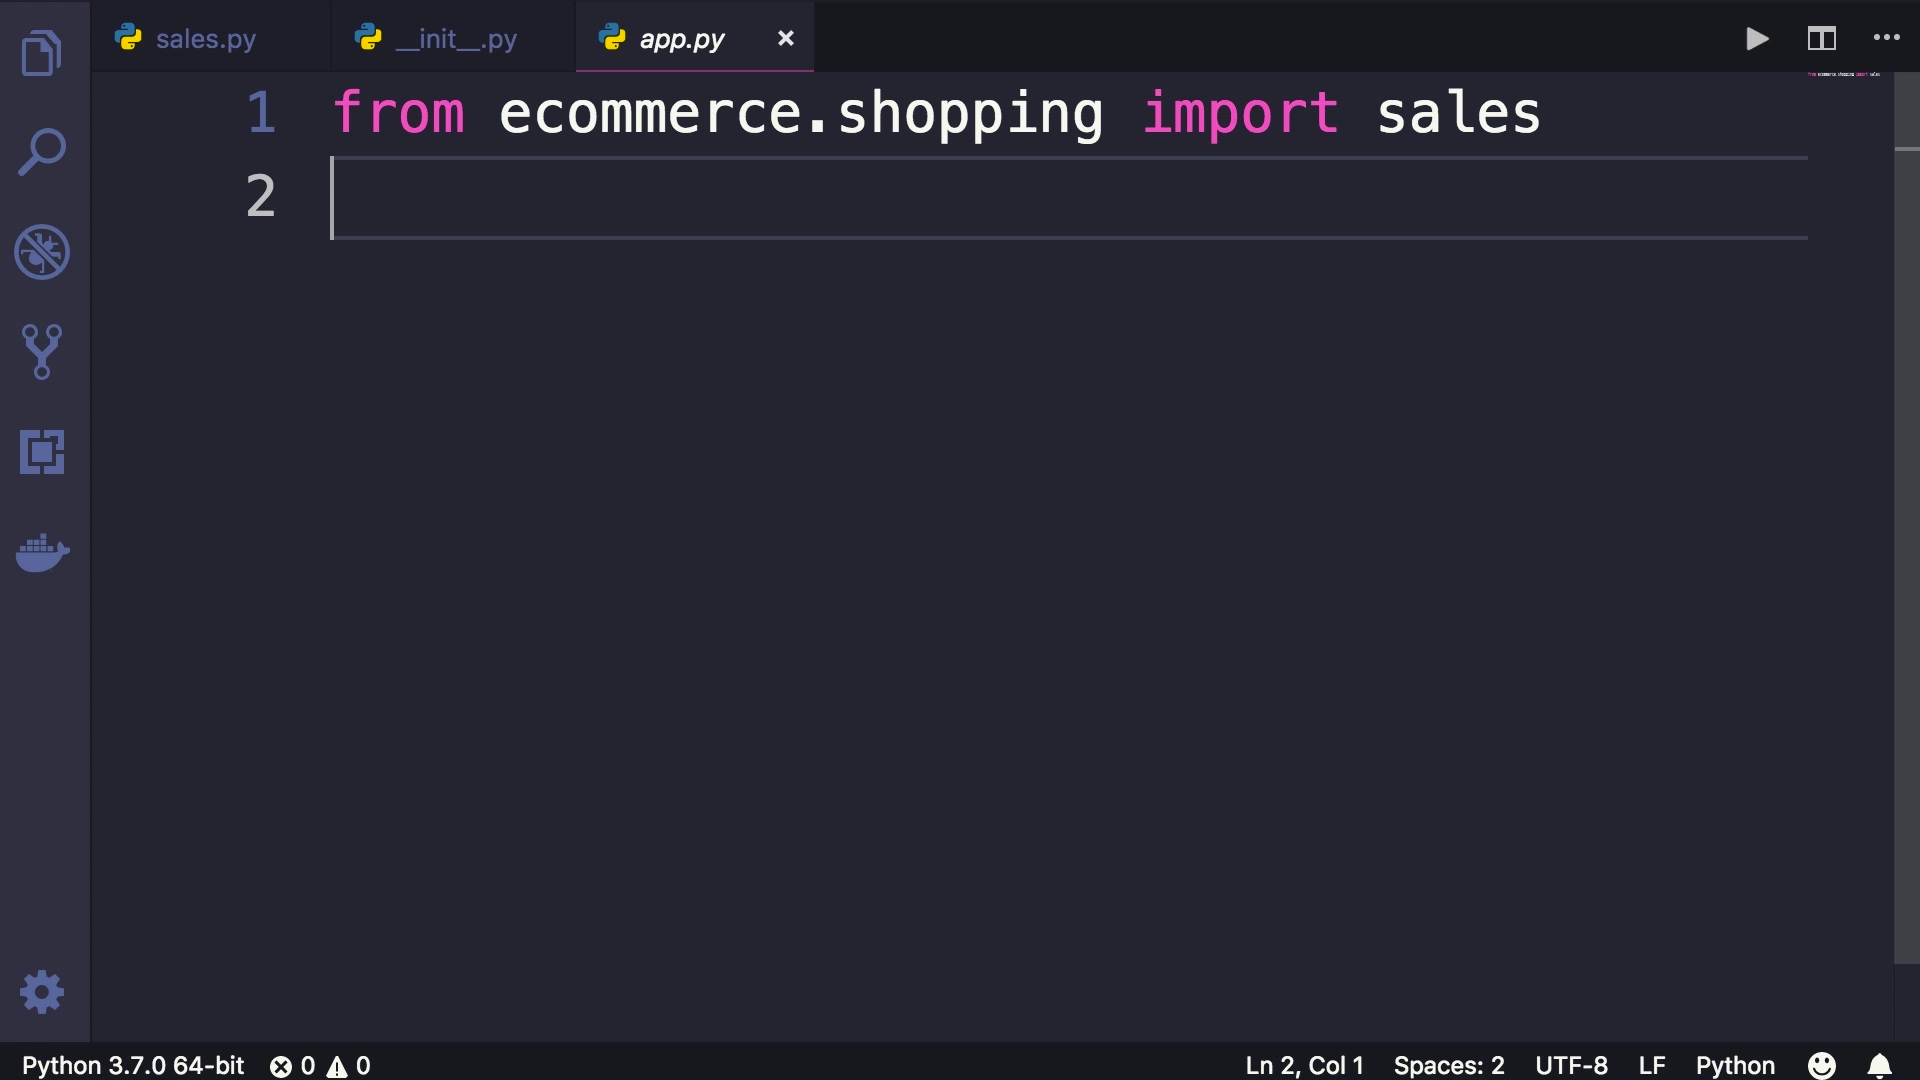 sales.py __init__.py app.py
1 from ecommerce.shopping import sales
2
Python 3.7.0 64-bit 0 0 Ln 2, Col 1 Spaces: 2 UTF-8 LF Python